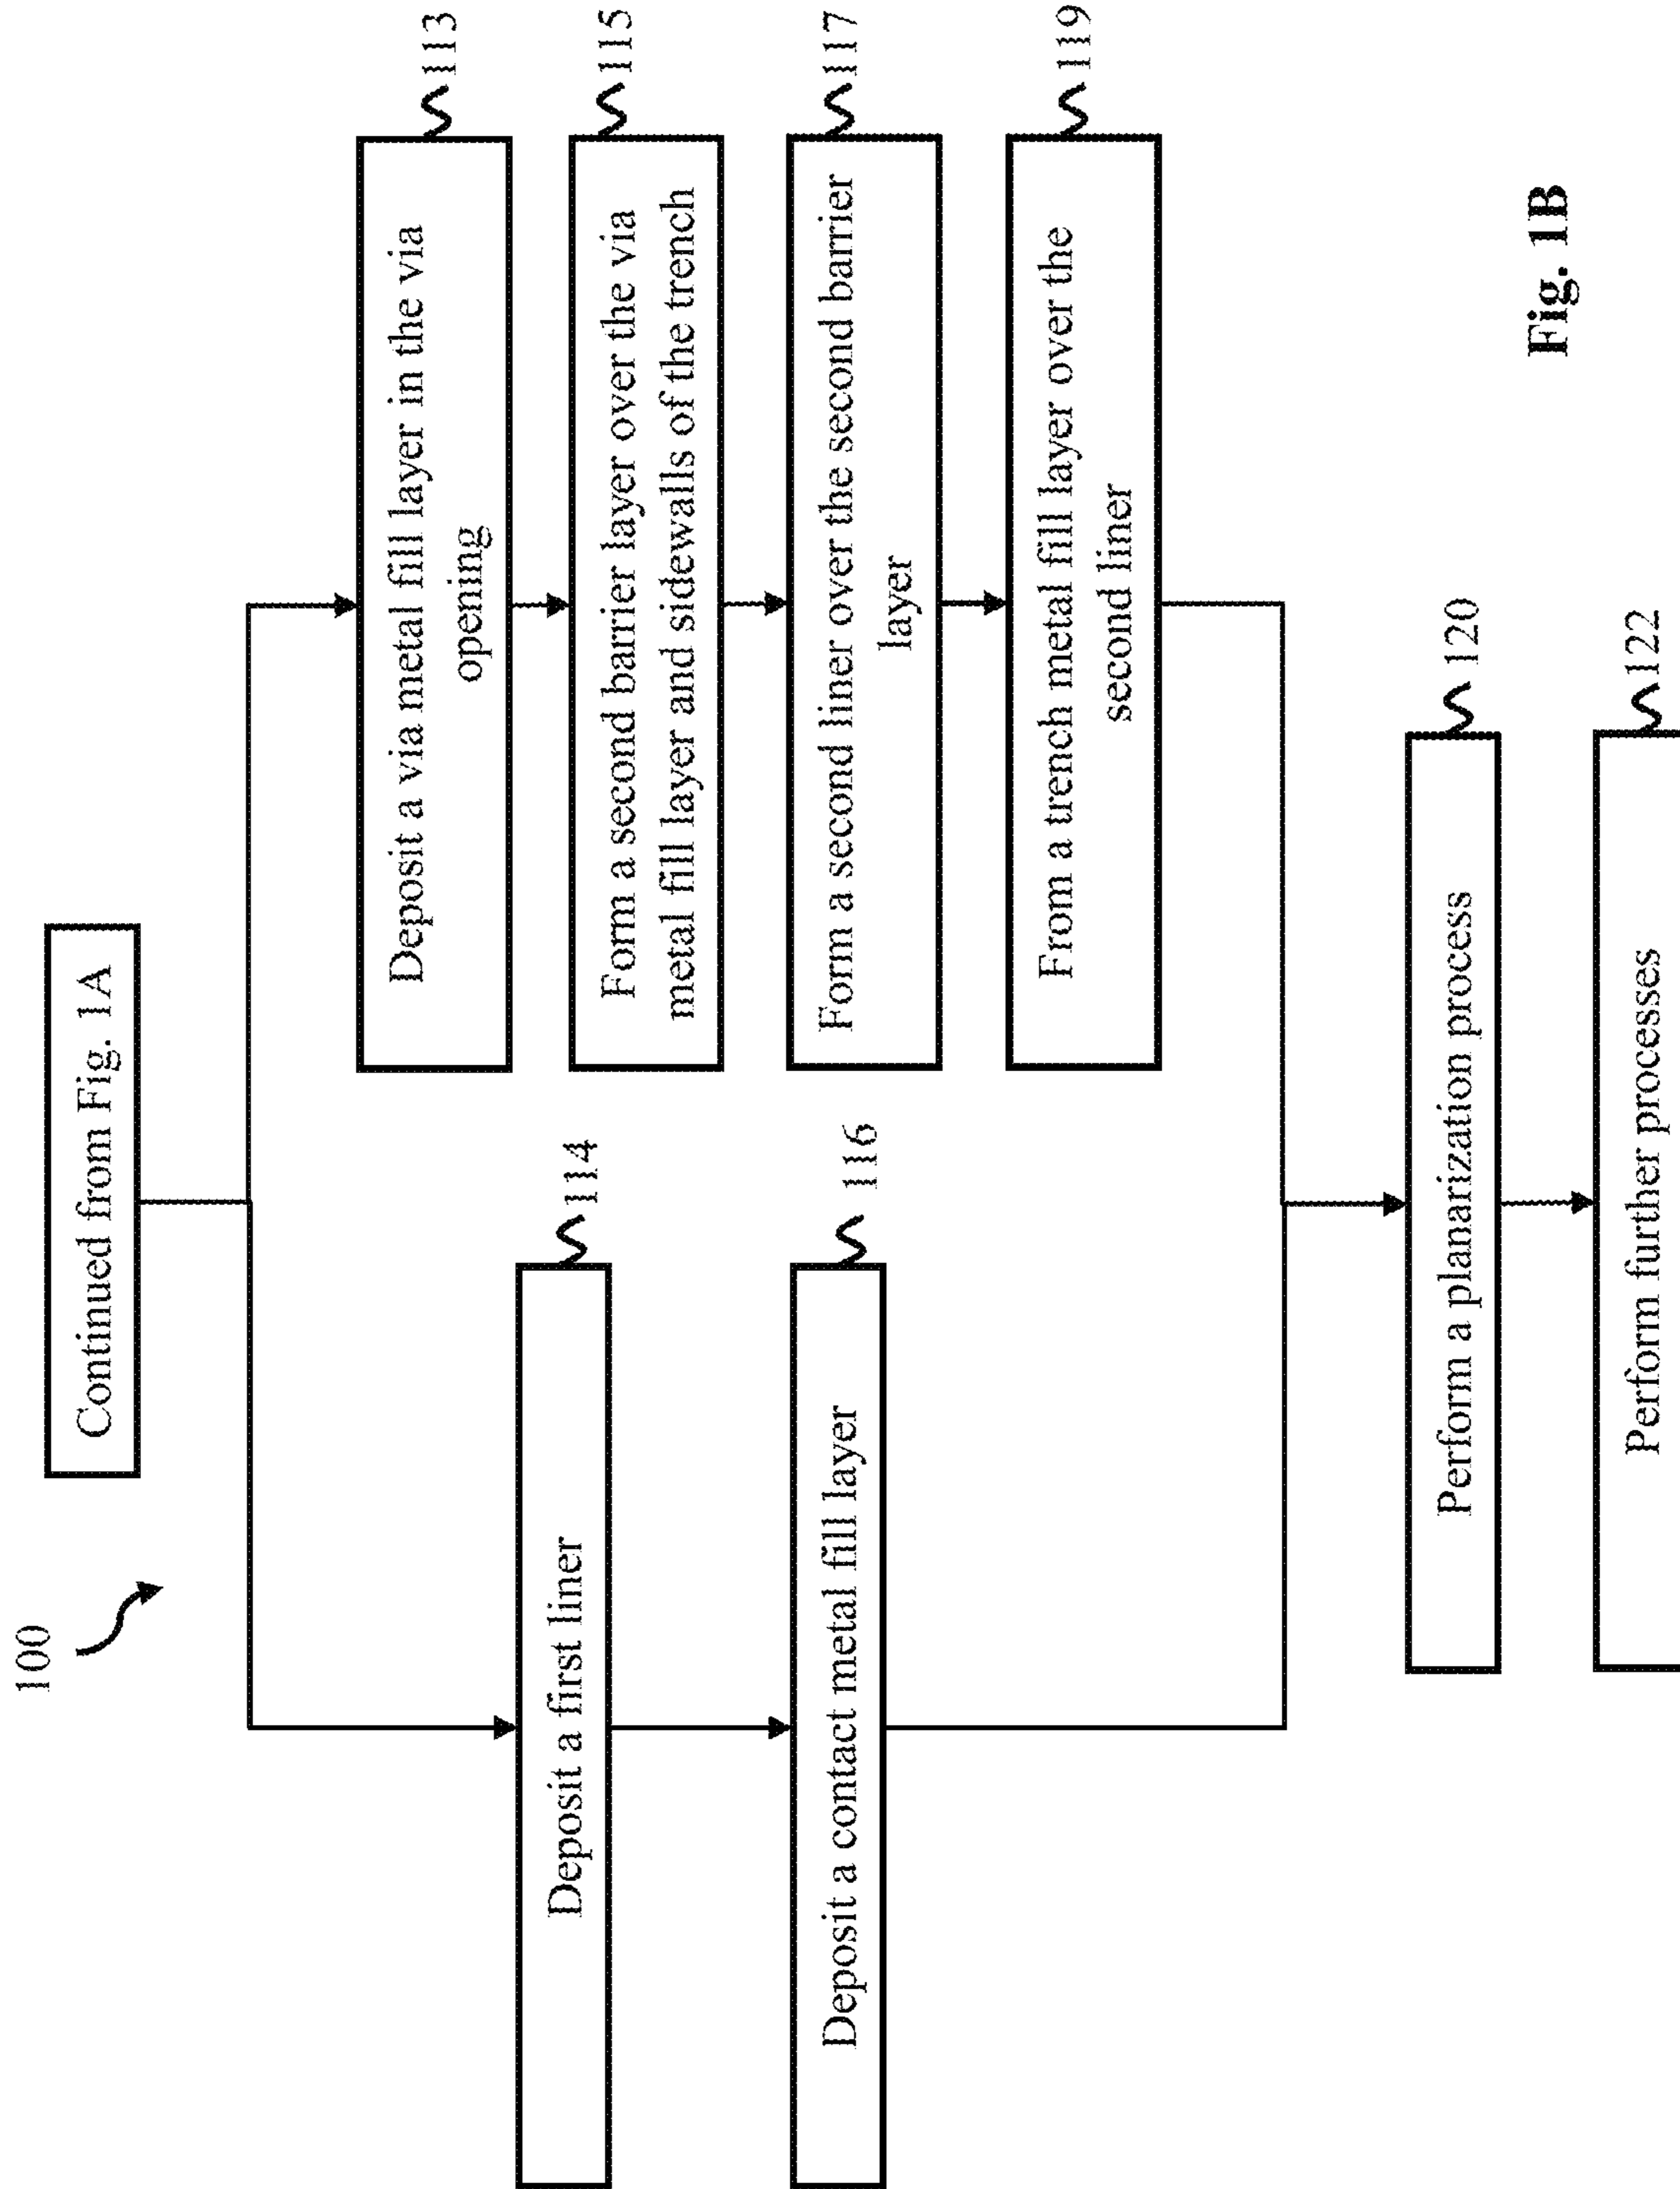 100
Continued from Fig. 1A
Deposit a first liner
114
Deposit a contact metal fill layer
116
Deposit a via metal fill layer in the via
opening
113
Form a second barrier layer over the via
metal fill layer and sidewalls of the trench
115
Form a second liner over the second barrier
layer
117
From a trench metal fill layer over the
second liner
119
Perform a planarization process
120
Perform further processes
122
Fig. 1B